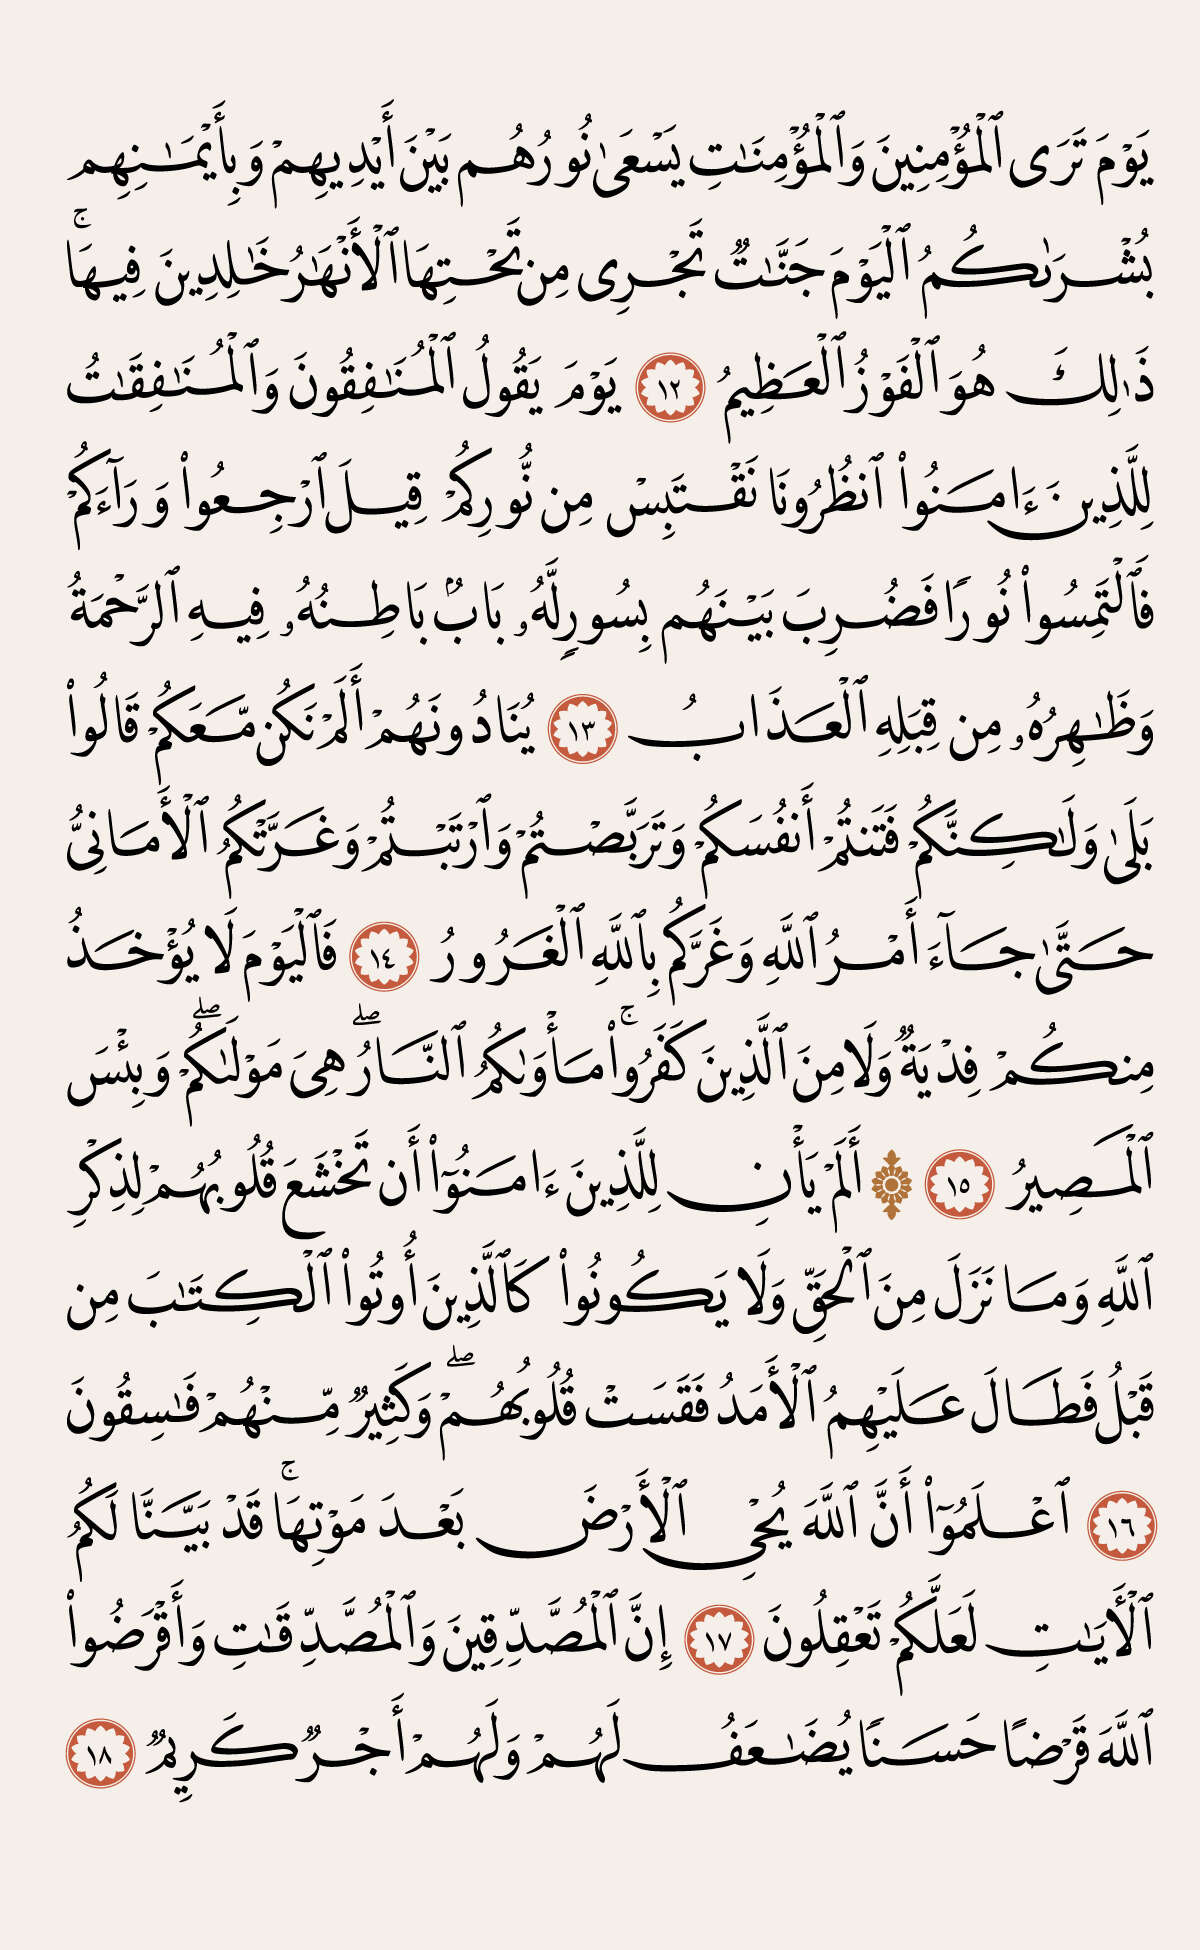 يَوْمَ تَرَى ٱلْمُؤْمِنِينَ وَٱلْمُؤْمِنَٰتِ يَسْعَىٰ نُورُهُم بَيْنَ أَيْدِيهِمْ وَبِأَيْمَٰنِهِم
بُشْرَىٰكُمُ ٱلْيَوْمَ جَنَّٰتٌ تَجْرِى مِن تَحْتِهَا ٱلْأَنْهَٰرُ خَٰلِدِينَ فِيهَا ۚ
ذَٰلِكَ هُوَ ٱلْفَوْزُ ٱلْعَظِيمُ ١٢ يَوْمَ يَقُولُ ٱلْمُنَٰفِقُونَ وَٱلْمُنَٰفِقَٰتُ
لِلَّذِينَ ءَامَنُوا۟ ٱنظُرُونَا نَقْتَبِسْ مِن نُّورِكُمْ قِيلَ ٱرْجِعُوا۟ وَرَآءَكُمْ
فَٱلْتَمِسُوا۟ نُورًا فَضُرِبَ بَيْنَهُم بِسُورٍ لَّهُۥ بَابٌۢ بَاطِنُهُۥ فِيهِ ٱلرَّحْمَةُ
وَظَٰهِرُهُۥ مِن قِبَلِهِ ٱلْعَذَابُ ١٣ يُنَادُونَهُمْ أَلَمْ نَكُن مَّعَكُمْ قَالُوا۟
بَلَىٰ وَلَٰكِنَّكُمْ فَتَنتُمْ أَنفُسَكُمْ وَتَرَبَّصْتُمْ وَٱرْتَبْتُمْ وَغَرَّتْكُمُ ٱلْأَمَانِىُّ
حَتَّىٰ جَآءَ أَمْرُ ٱللَّهِ وَغَرَّكُم بِٱللَّهِ ٱلْغَرُورُ ١٤ فَٱلْيَوْمَ لَا يُؤْخَذُ
مِنكُمْ فِدْيَةٌ وَلَا مِنَ ٱلَّذِينَ كَفَرُوا۟ ۚ مَأْوَىٰكُمُ ٱلنَّارُ ۖ هِىَ مَوْلَىٰكُمْ ۖ وَبِئْسَ
ٱلْمَصِيرُ ١٥ ۞ أَلَمْ يَأْنِ لِلَّذِينَ ءَامَنُوٓا۟ أَن تَخْشَعَ قُلُوبُهُمْ لِذِكْرِ
ٱللَّهِ وَمَا نَزَلَ مِنَ ٱلْحَقِّ وَلَا يَكُونُوا۟ كَٱلَّذِينَ أُوتُوا۟ ٱلْكِتَٰبَ مِن
قَبْلُ فَطَالَ عَلَيْهِمُ ٱلْأَمَدُ فَقَسَتْ قُلُوبُهُمْ ۖ وَكَثِيرٌ مِّنْهُمْ فَٰسِقُونَ
١٦ ٱعْلَمُوٓا۟ أَنَّ ٱللَّهَ يُحْىِ ٱلْأَرْضَ بَعْدَ مَوْتِهَا ۚ قَدْ بَيَّنَّا لَكُمُ
ٱلْـَٔايَٰتِ لَعَلَّكُمْ تَعْقِلُونَ ١٧ إِنَّ ٱلْمُصَّدِّقِينَ وَٱلْمُصَّدِّقَٰتِ وَأَقْرَضُوا۟
ٱللَّهَ قَرْضًا حَسَنًا يُضَٰعَفُ لَهُمْ وَلَهُمْ أَجْرٌ كَرِيمٌ ١٨